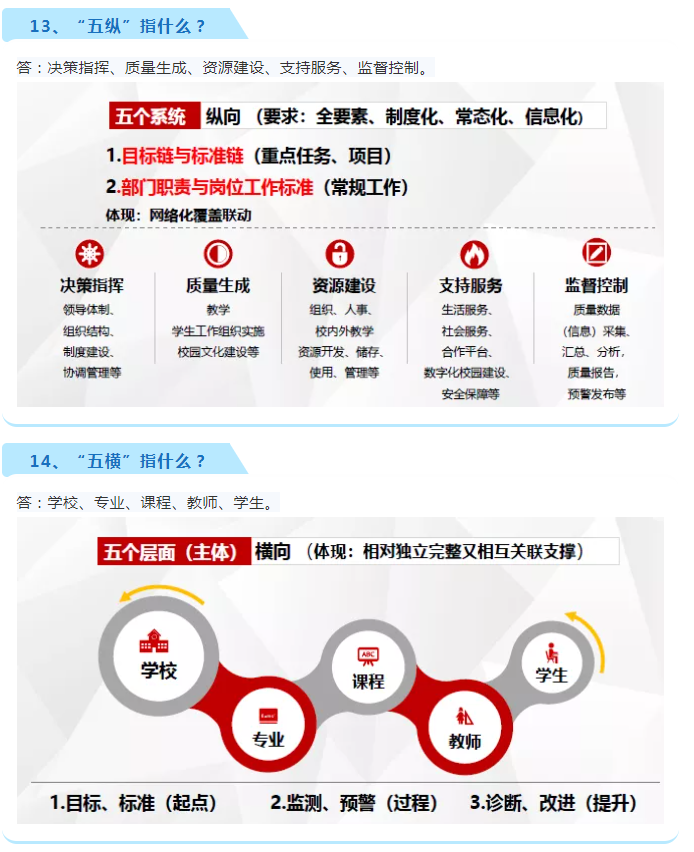 13、“五纵”指什么？
答：决策指挥、质量生成、资源建设、支持服务、监督控制。
五个系统 纵向 （要求：全要素、制度化、常态化、信息化）
1.目标链与标准链（重点任务、项目）
2.部门职责与岗位工作标准（常规工作）
体现：网络化覆盖联动
决策指挥
领导体制、
组织结构、
制度建设、
协调管理等
质量生成
教学
学生工作组织实施
校园文化建设等
资源建设
组织、人事、
校内外教学
资源开发、储存、
使用、管理等
支持服务
生活服务、
社会服务、
合作平台、
数字化校园建设、
安全保障等
监督控制
质量数据
（信息）采集、
汇总、分析，
质量报告，
预警发布等
14、“五横”指什么？
答：学校、专业、课程、教师、学生。
五个层面（主体） 横向 （体现：相对独立完整又相互关联支撑）
学校
专业
ABC
课程
教师
学生
1.目标、标准（起点） 2.监测、预警（过程） 3.诊断、改进（提升）